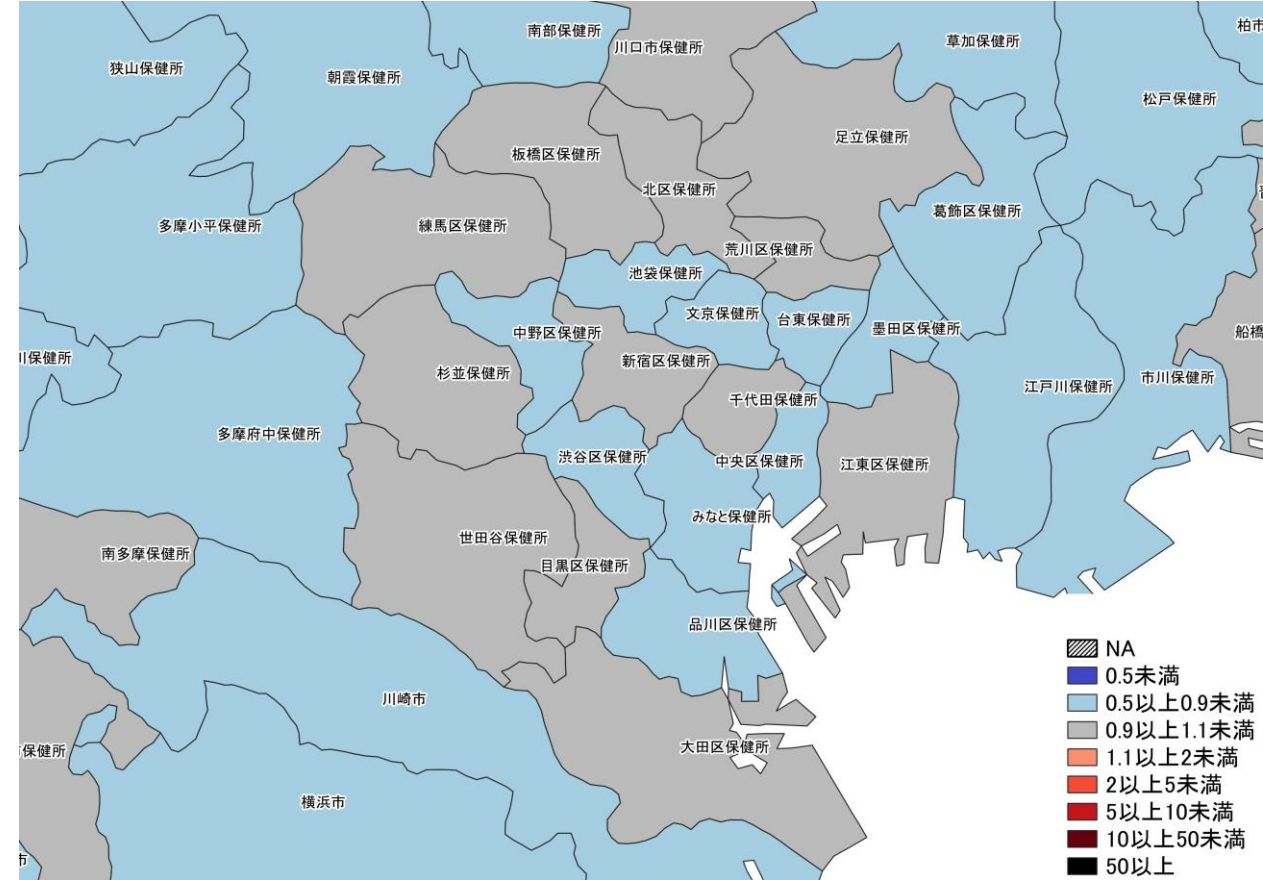 南部保健所
柏市
川口市保健所
草加保健所
狭山保健所
朝霞保健所
松戸保健所
足立保健所
板橋区保健所
北区保健所
葛飾区保健所
多摩小平保健所
練馬区保健所
荒川区保健所
池袋保健所
文京保健所
台東保健所
墨田区保健所
中野区保健所
船橋
川保健所
新宿区保健所
杉並保健所
市川保健所
江戸川保健所
千代田保健所
多摩府中保健所
渋谷区保健所
中央区保健所
江東区保健所
みなと保健所
世田谷保健所
南多摩保健所
目黒区保健所
品川区保健所
川崎市
大田区保健所
市保健所
横浜市
市
NA
0.5未満
0.5以上0.9未満
0.9以上1.1未満
1.1以上2未満
2以上5未満
5以上10未満
10以上50未満
50以上